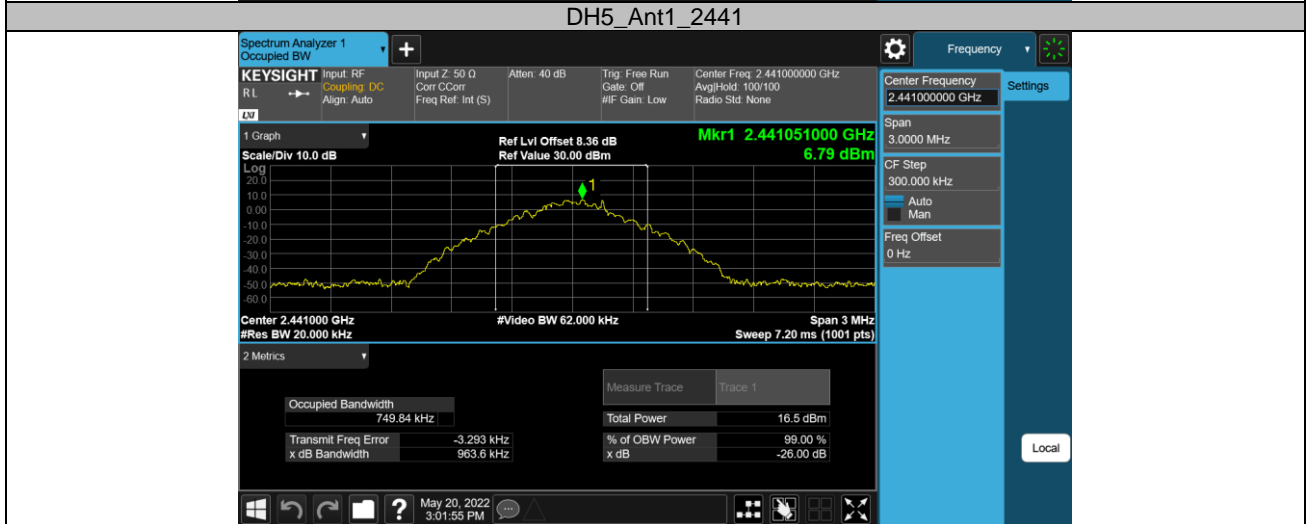 DH5_Ant1_2441
Spectrum Analyzer 1
Occupied BW
Frequency
KEYSIGHT
RL
LXI
Input: RF
Coupling: DC
Align: Auto
Input Z: 50 Ω
Corr CCorr
Freq Ref: Int (S)
Atten: 40 dB
Trig: Free Run
Gate: Off
#IF Gain: Low
Center Freq: 2.441000000 GHz
Avg|Hold: 100/100
Radio Std: None
Center Frequency
2.441000000 GHz
Settings
Span
3.0000 MHz
CF Step
300.000 kHz
Auto
Man
Freq Offset
0 Hz
1 Graph
Scale/Div 10.0 dB
Ref Lvl Offset 8.36 dB
Ref Value 30.00 dBm
Mkr1 2.441051000 GHz
6.79 dBm
Log
20.0
10.0
0.00
-10.0
-20.0
-30.0
-40.0
-50.0
-60.0
1
Center 2.441000 GHz
#Res BW 20.000 kHz
#Video BW 62.000 kHz
Span 3 MHz
Sweep 7.20 ms (1001 pts)
2 Metrics
Measure Trace Trace 1
Occupied Bandwidth
749.84 kHz
Total Power 16.5 dBm
Transmit Freq Error -3.293 kHz
% of OBW Power 99.00 %
x dB Bandwidth 963.6 kHz
x dB -26.00 dB
Local
?
May 20, 2022
3:01:55 PM